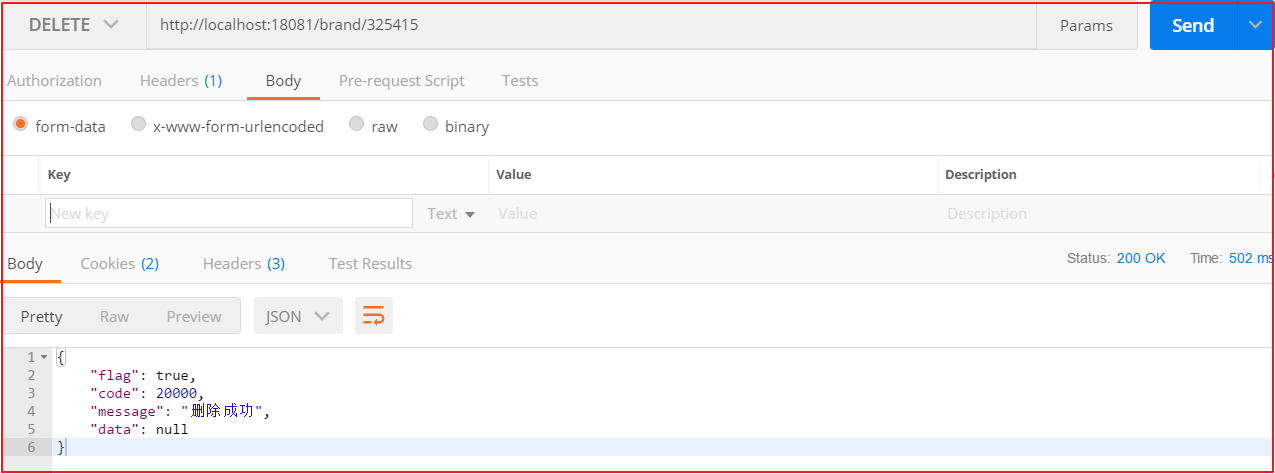 DELETE http://localhost:18081/brand/325415 Params Send
Authorization Headers (1) Body Pre-request Script Tests
form-data x-www-form-urlencoded raw binary
Key Value Description
New key Text Value Description
Body Cookies (2) Headers (3) Test Results Status: 200 OK Time: 502 ms
Pretty Raw Preview JSON
1 {
2 "flag": true,
3 "code": 20000,
4 "message": "删除成功",
5 "data": null
6 }